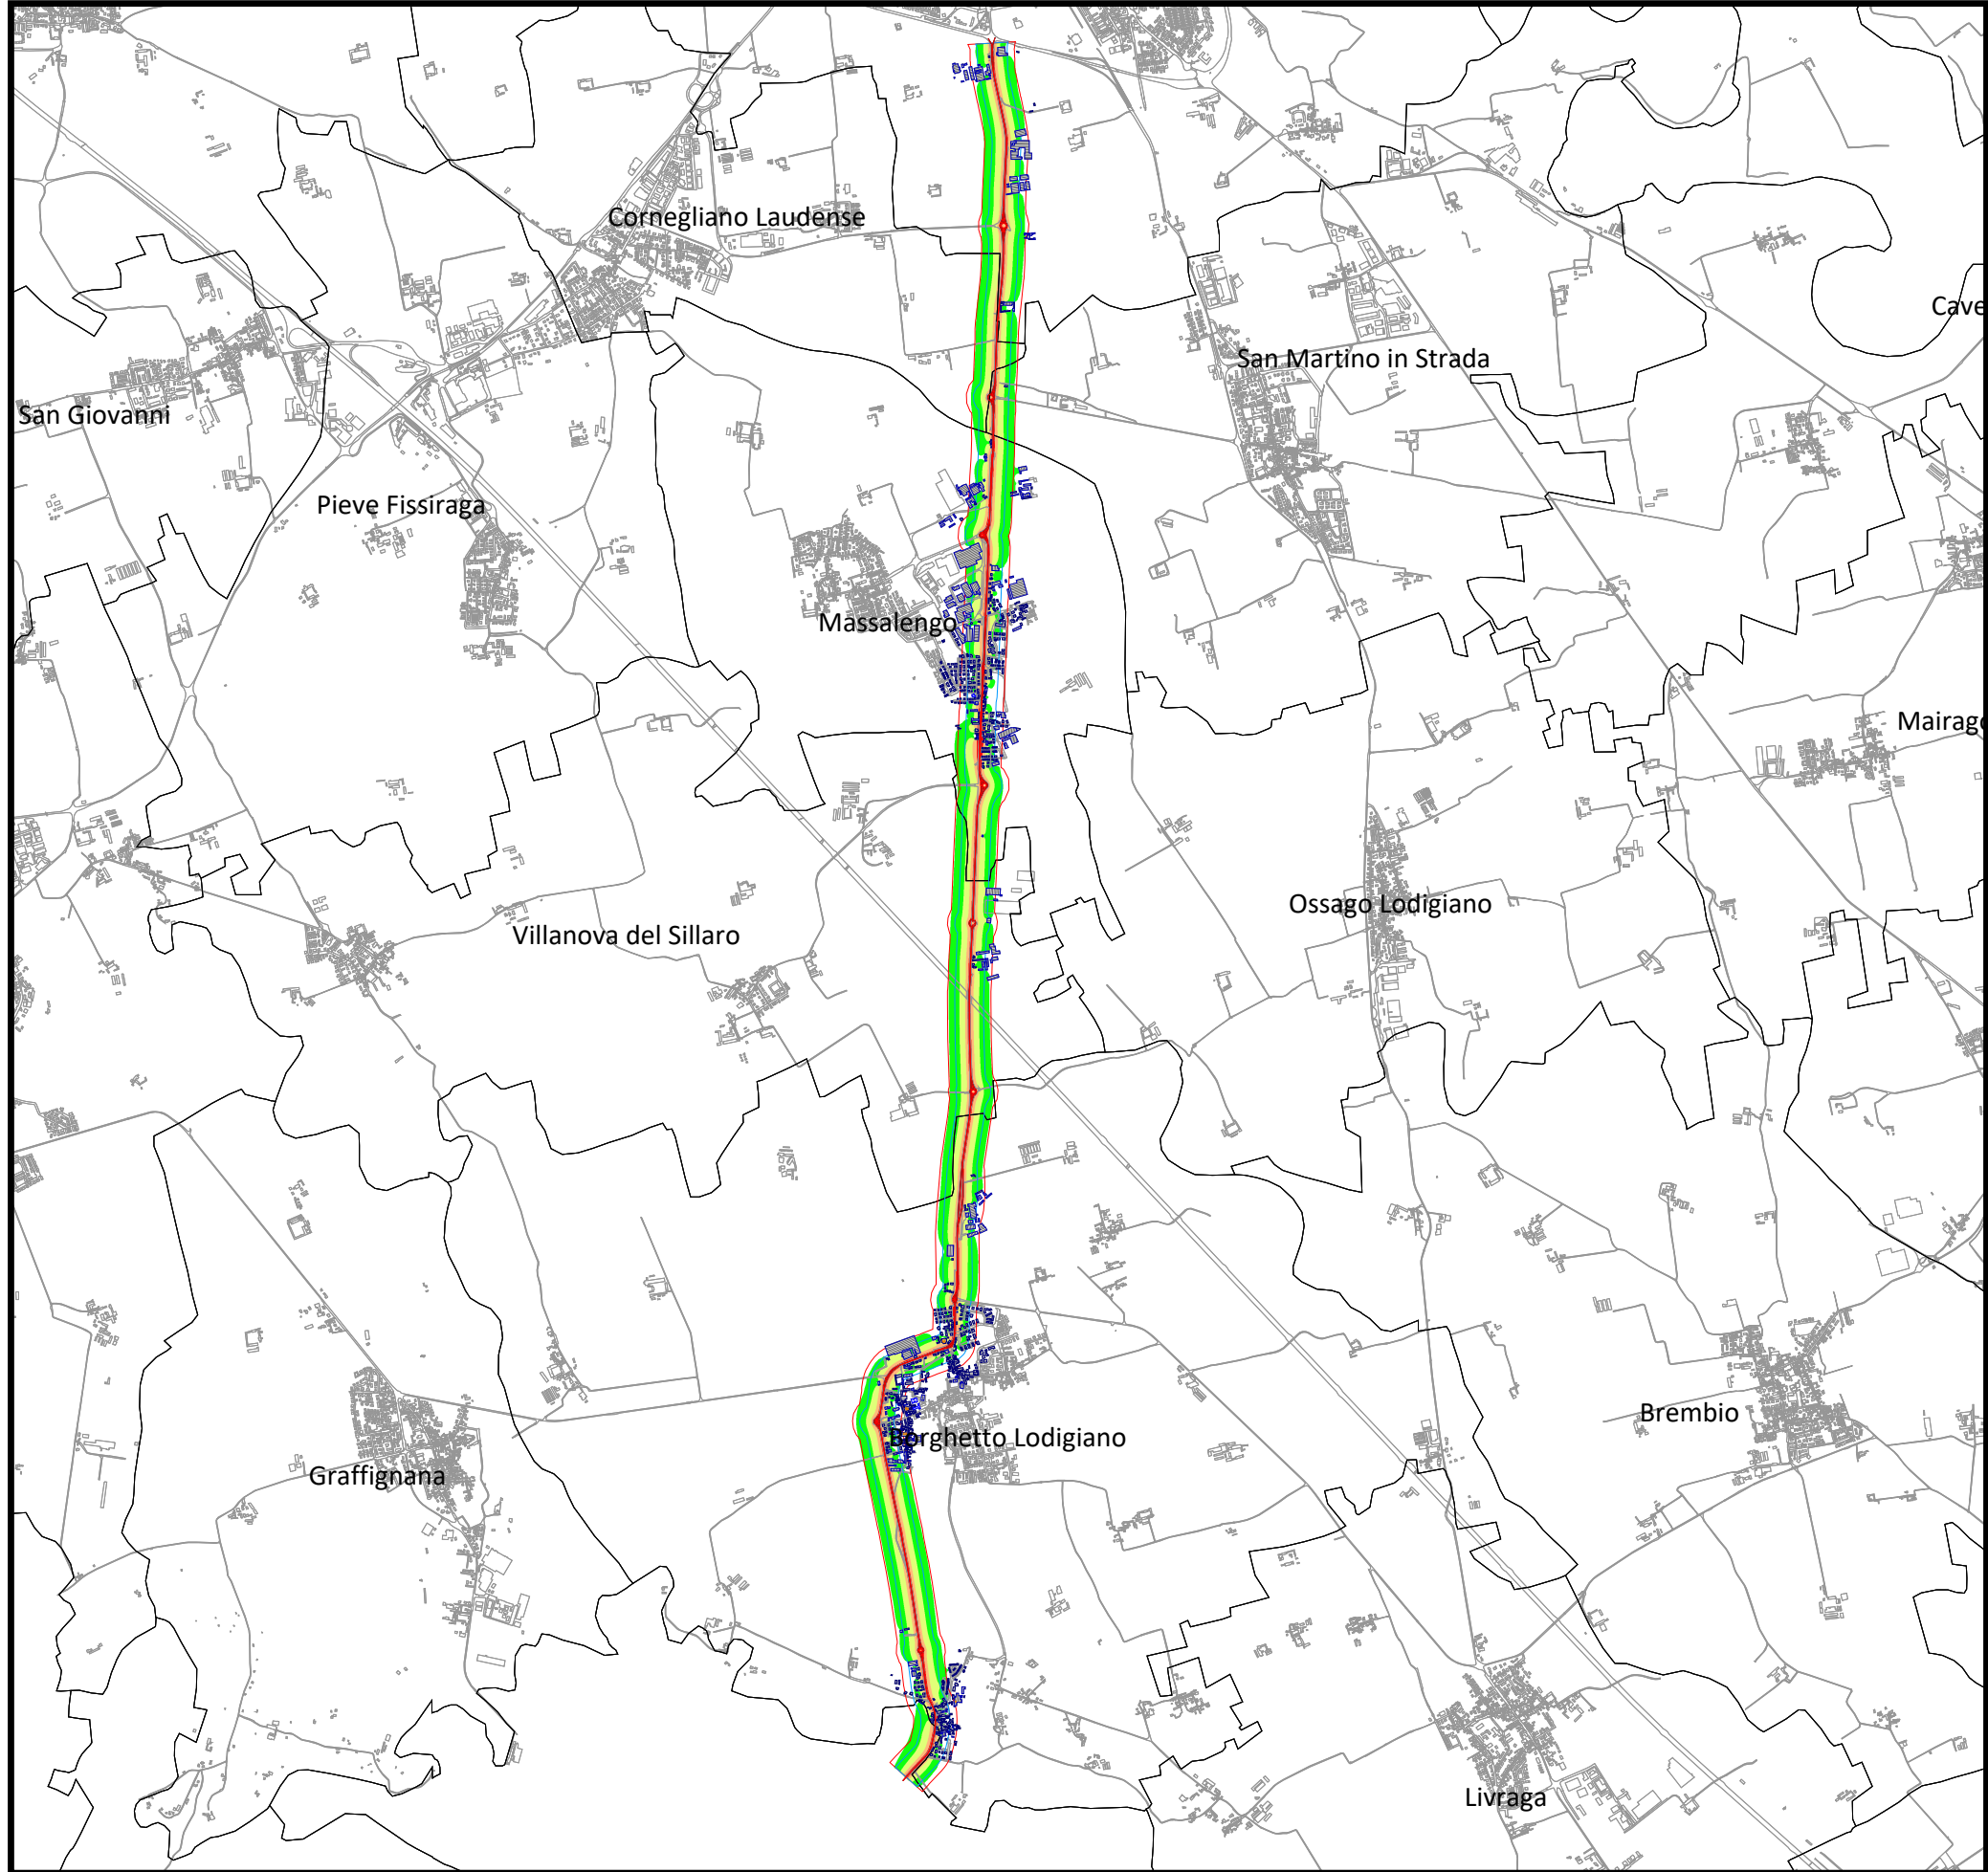 Cornegliano Laudense
Cave
San Martino in Strada
San Giovanni
Pieve Fissiraga
Massalengo
Mairago
Ossago Lodigiano
Villanova del Sillaro
Brembio
Borghetto Lodigiano
Graffignana
Livraga